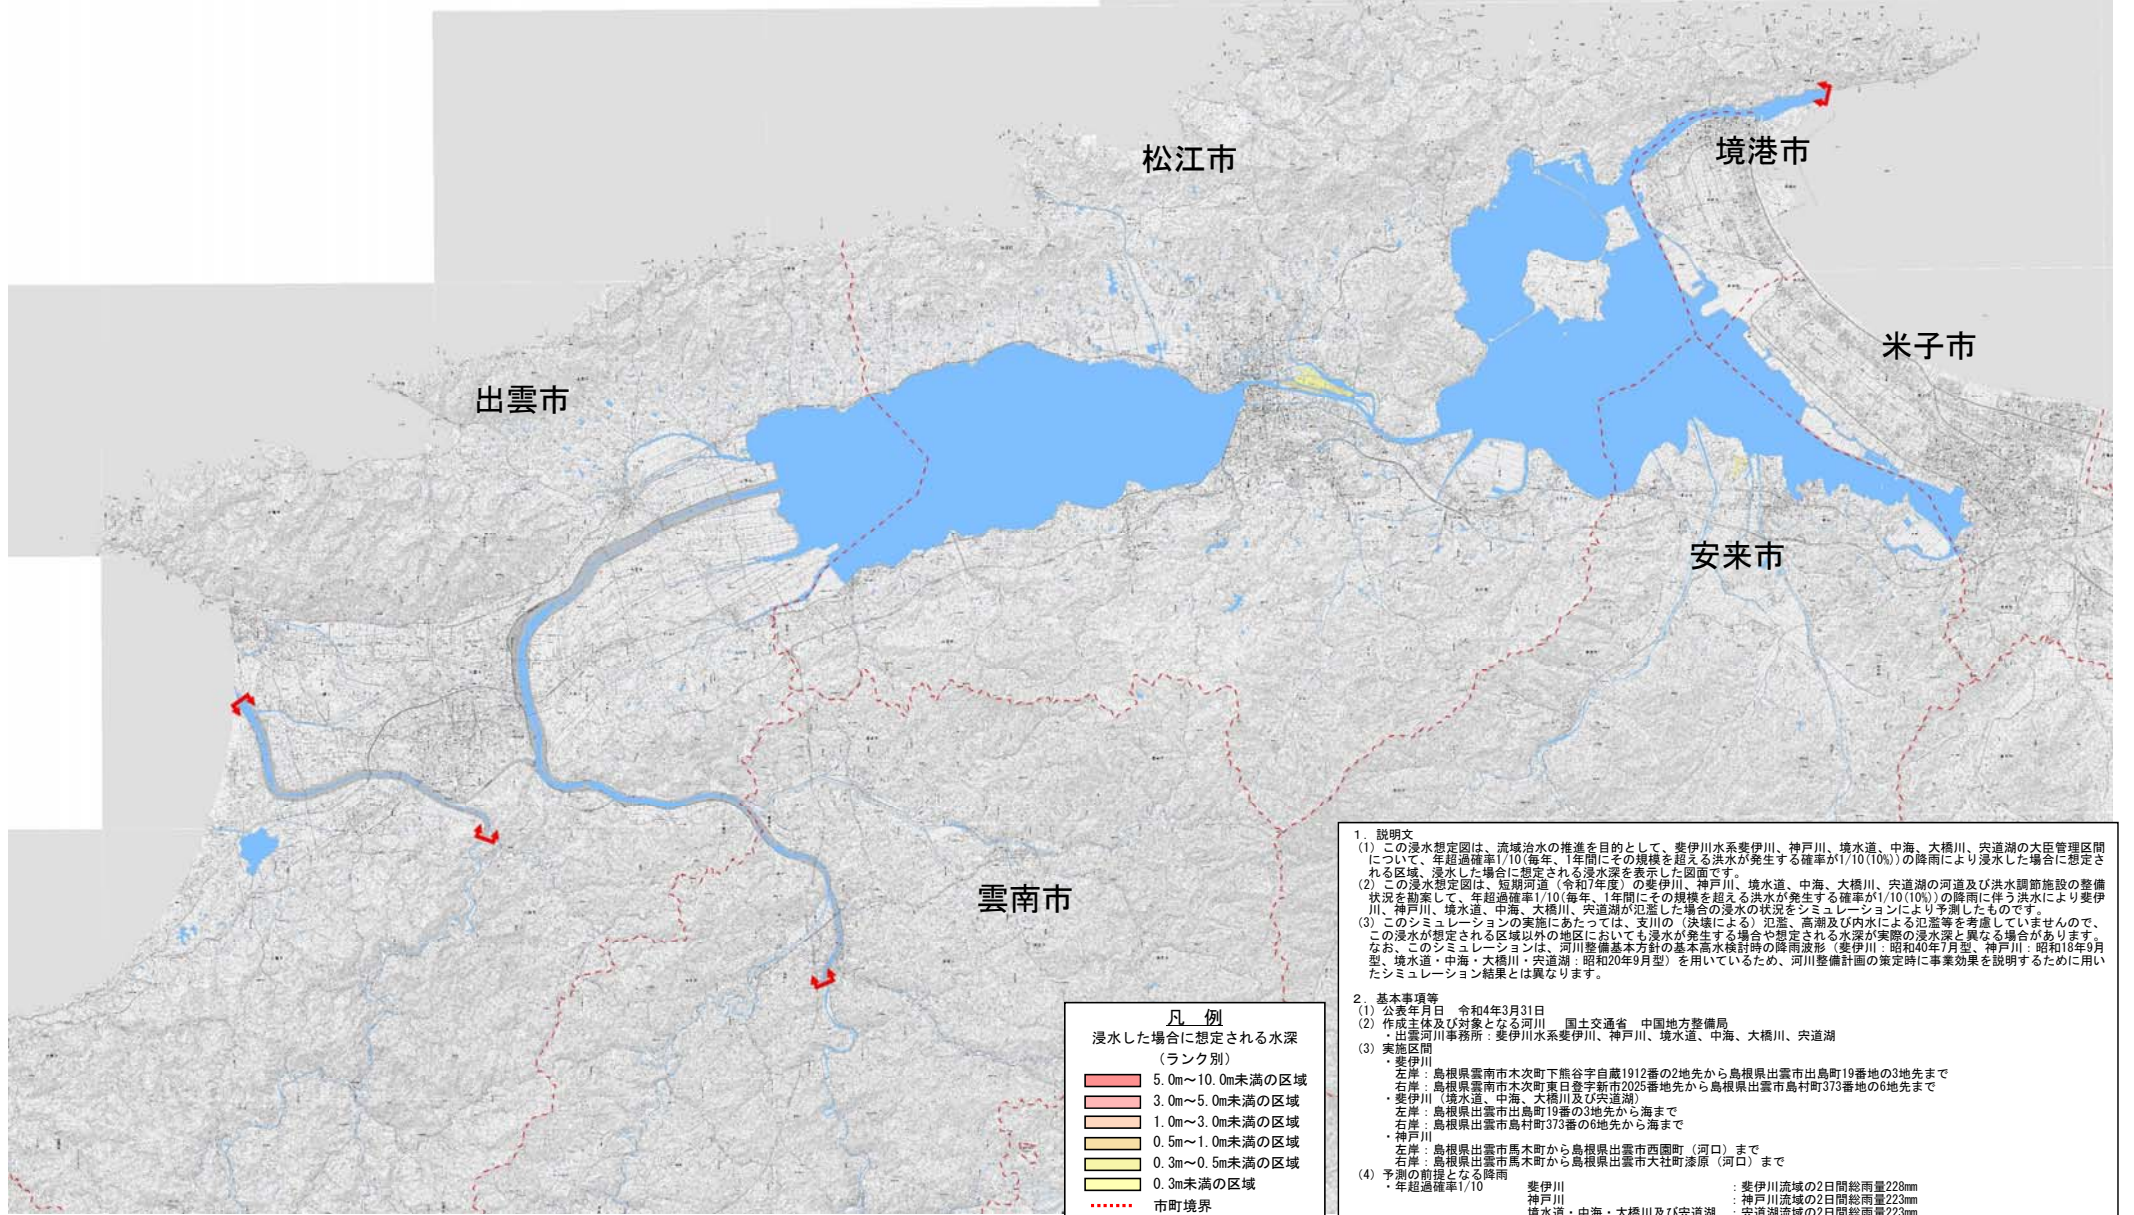 松江市
境港市
米子市
出雲市
安来市
雲南市
凡 例
浸水した場合に想定される水深
(ランク別)
5.0m～10.0m未満の区域
3.0m～5.0m未満の区域
1.0m～3.0m未満の区域
0.5m～1.0m未満の区域
0.3m～0.5m未満の区域
0.3m未満の区域
市町境界
1. 説明文
(1) この浸水想定図は、流域治水の推進を目的として、斐伊川水系斐伊川、神戸川、境水道、中海、大橋川、宍道湖の大臣管理区間
について、年超過確率1/10(毎年、1年間にその規模を超える洪水が発生する確率が1/10(10%))の降雨により浸水した場合に想定さ
れる区域、浸水した場合に想定される浸水深を表示した図面です。
(2) この浸水想定図は、短期河道（令和7年度）の斐伊川、神戸川、境水道、中海、大橋川、宍道湖の河道及び洪水調節施設の整備
状況を勘案して、年超過確率1/10(毎年、1年間にその規模を超える洪水が発生する確率が1/10(10%))の降雨に伴う洪水により斐伊
川、神戸川、境水道、中海、大橋川、宍道湖が氾濫した場合の浸水の状況をシミュレーションにより予測したものです。
(3) このシミュレーションの実施にあたっては、支川の（決壊による）氾濫、高潮及び内水による氾濫等を考慮していませんので、
この浸水が想定される区域以外の地区においても浸水が発生する場合や想定される水深が実際の浸水深と異なる場合があります。
なお、このシミュレーションは、河川整備基本方針の基本高水検討時の降雨波形（斐伊川：昭和40年7月型、神戸川：昭和18年9月
型、境水道・中海・大橋川・宍道湖：昭和20年9月型）を用いているため、河川整備計画の策定時に事業効果を説明するために用い
たシミュレーション結果とは異なります。
2. 基本事項等
(1) 公表年月日 令和4年3月31日
(2) 作成主体及び対象となる河川 国土交通省 中国地方整備局
・出雲河川事務所：斐伊川水系斐伊川、神戸川、境水道、中海、大橋川、宍道湖
(3) 実施区間
・斐伊川
左岸：島根県雲南市木次町下熊谷字自蔵1912番の2地先から島根県出雲市出島町19番地の3地先まで
右岸：島根県雲南市木次町東日登字新市2025番地先から島根県出雲市島村町373番地の6地先まで
・斐伊川（境水道、中海、大橋川及び宍道湖）
左岸：島根県出雲市出島町19番の3地先から海まで
右岸：島根県出雲市島村町373番の6地先から海まで
・神戸川
左岸：島根県出雲市馬木町から島根県出雲市西園町（河口）まで
右岸：島根県出雲市馬木町から島根県出雲市大社町漆原（河口）まで
(4) 予測の前提となる降雨
・年超過確率1/10 斐伊川 ：斐伊川流域の2日間総雨量228mm
神戸川 ：神戸川流域の2日間総雨量223mm
境水道・中海・大橋川及び宍道湖 ：宍道湖流域の2日間総雨量223mm